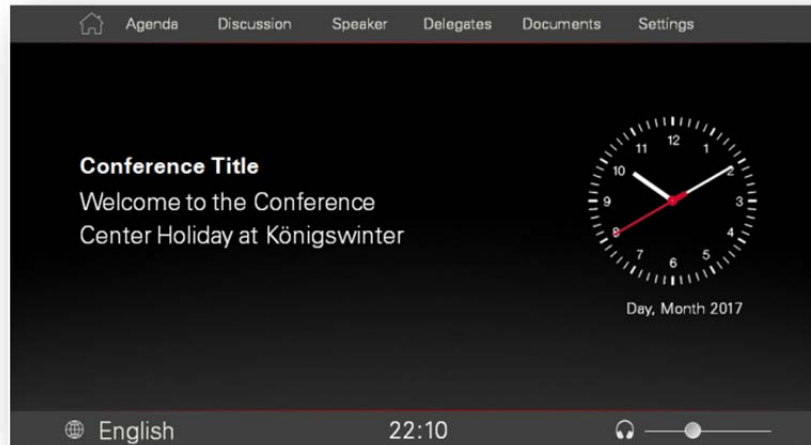 Agenda Discussion Speaker Delegates Documents Settings
Conference Title
Welcome to the Conference
Center Holiday at Königswinter
12
11 1
10 2
9 3
8 4
7 5
6
Day, Month 2017
English 22:10